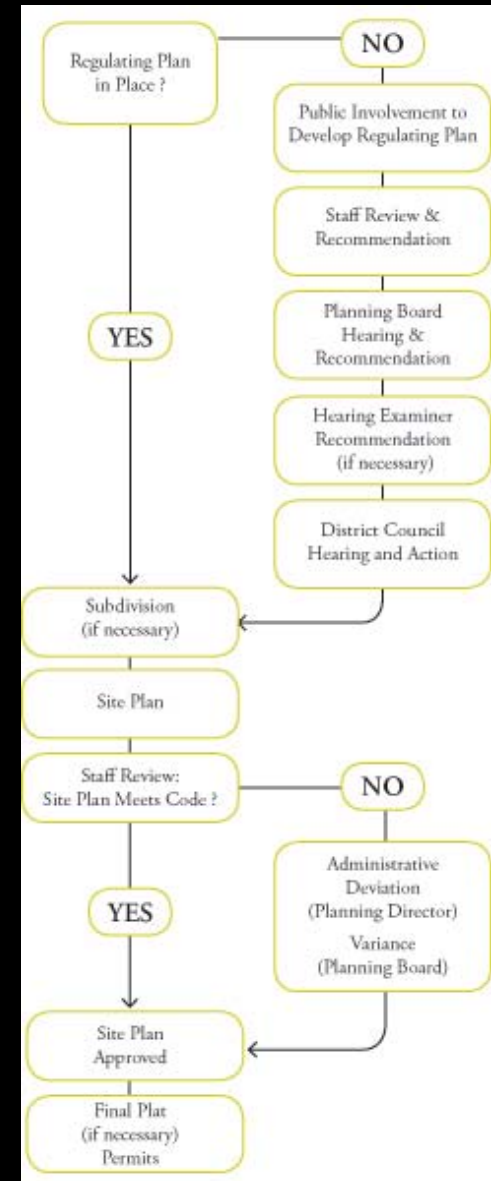 Regulating Plan
in Place ?
NO
Public Involvement to
Develop Regulating Plan
Staff Review &
Recommendation
Planning Board
Hearing &
Recommendation
Hearing Examiner
Recommendation
(if necessary)
District Council
Hearing and Action
YES
Subdivision
(if necessary)
Site Plan
Staff Review:
Site Plan Meets Code ?
NO
Administrative
Deviation
(Planning Director)
Variance
(Planning Board)
YES
Site Plan
Approved
Final Plat
(if necessary)
Permits